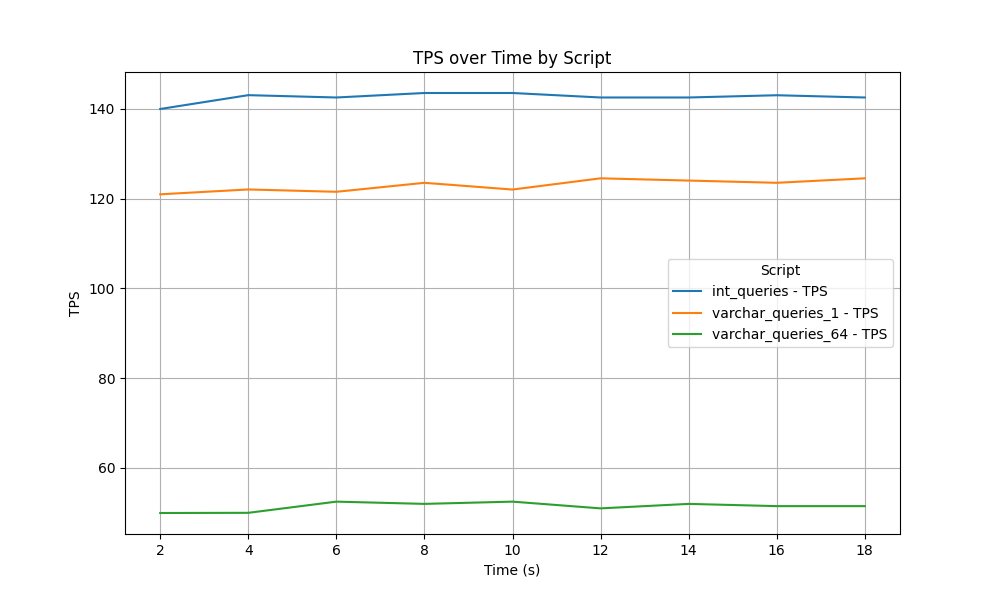 TPS over Time by Script
TPS
140
120
100
80
60
Script
int_queries - TPS
varchar_queries_1 - TPS
varchar_queries_64 - TPS
2 4 6 8 10 12 14 16 18
Time (s)